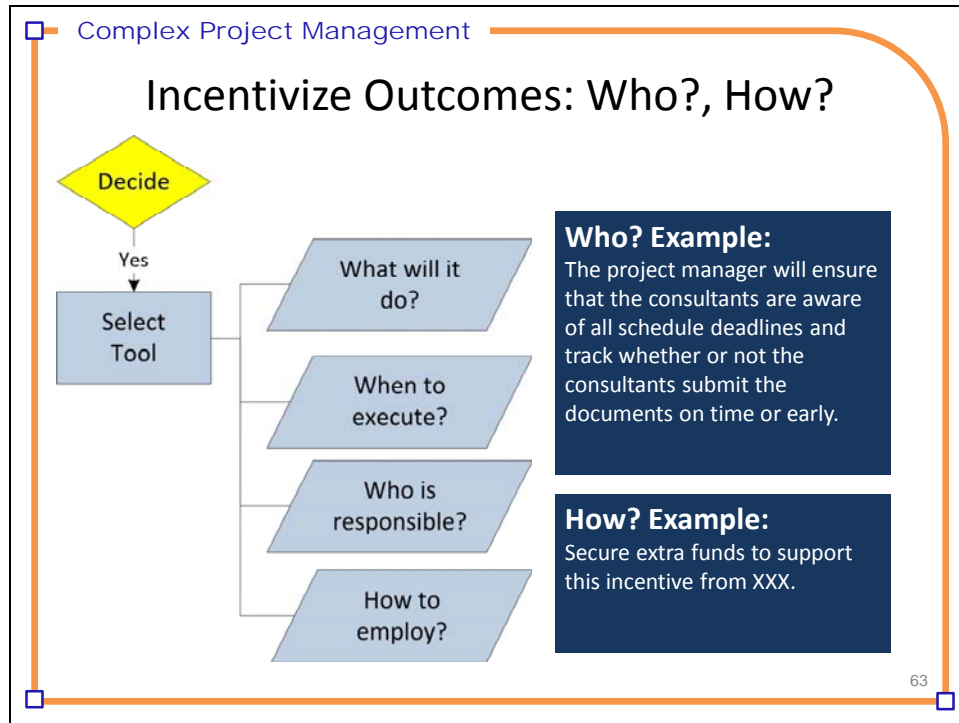 Complex Project Management
Incentivize Outcomes: Who?, How?
Decide
Yes
Select
Tool
What will it
do?
When to
execute?
Who is
responsible?
How to
employ?
Who? Example:
The project manager will ensure
that the consultants are aware
of all schedule deadlines and
track whether or not the
consultants submit the
documents on time or early.
How? Example:
Secure extra funds to support
this incentive from XXX.
63